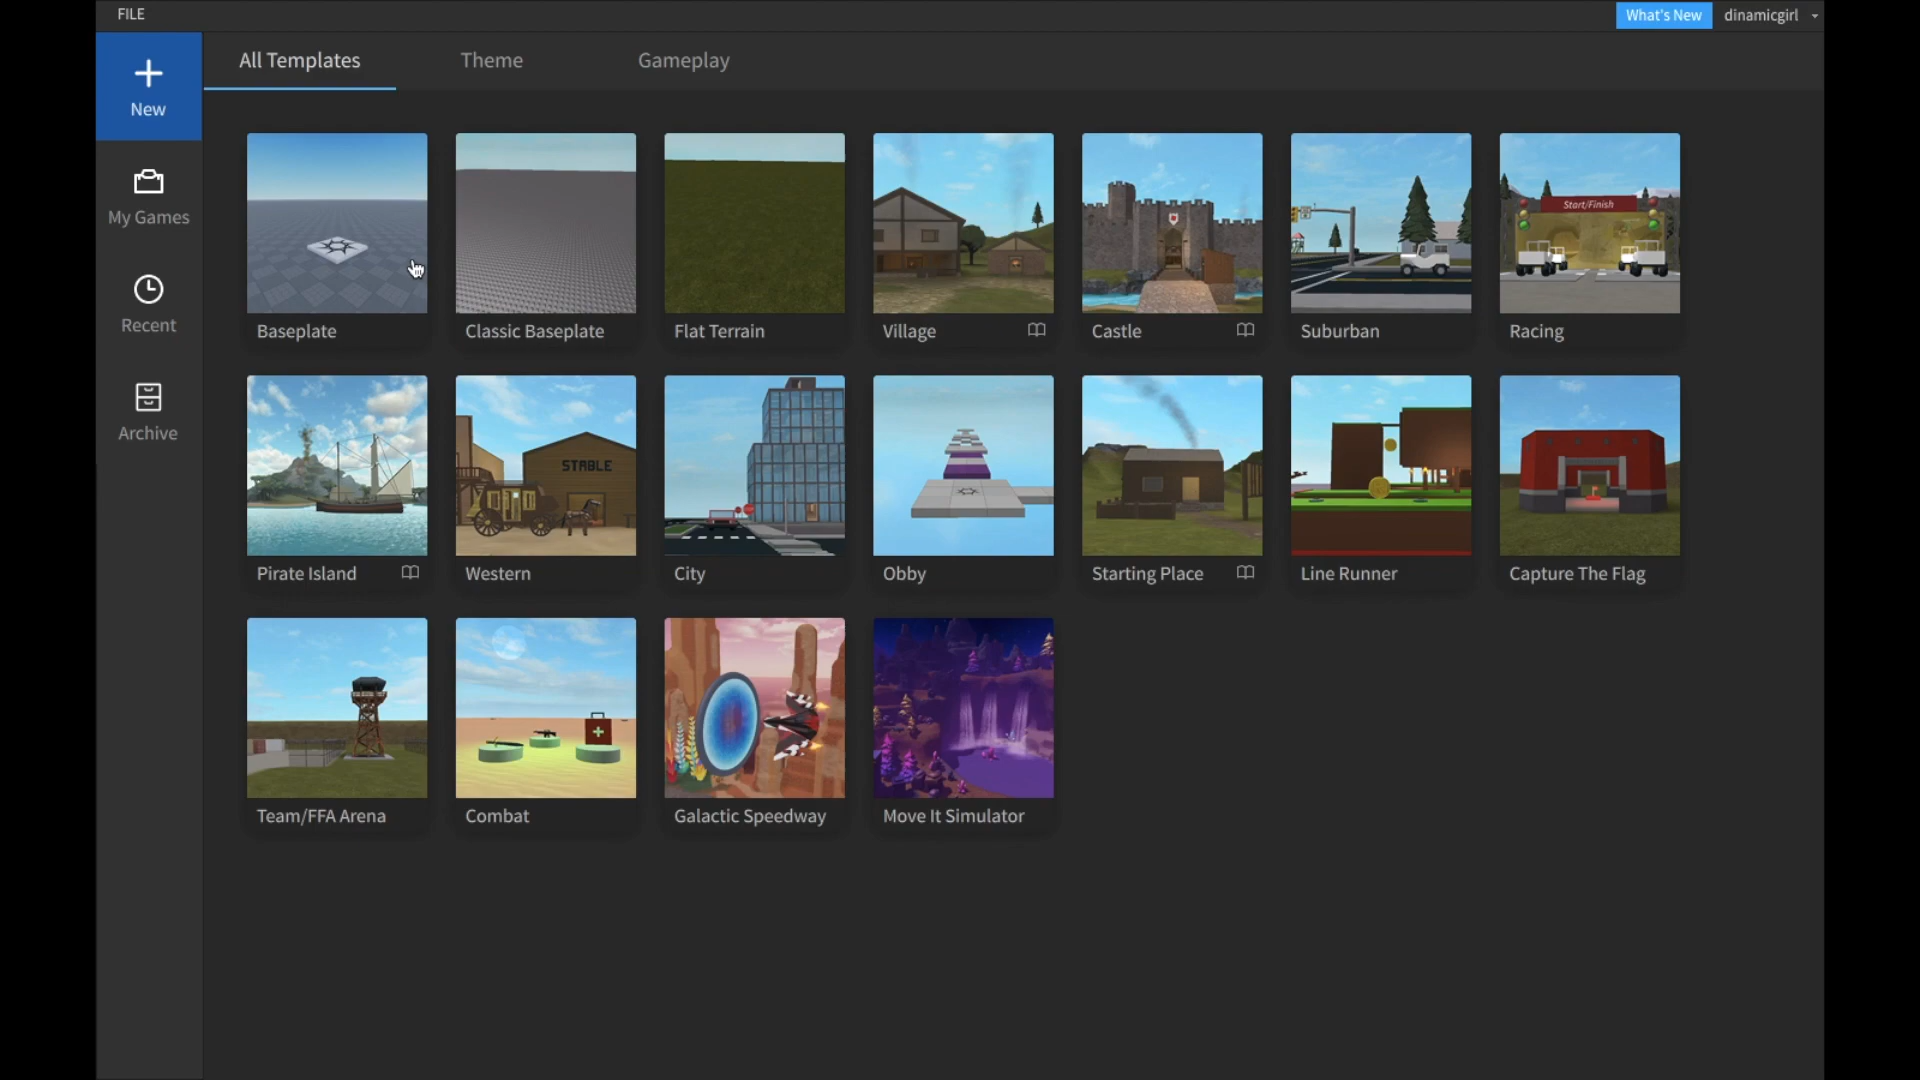 FILE
What's New
dinamicgirl
New
My Games
Recent
Archive
All Templates
Theme
Gameplay
Start/Finish
Baseplate
Classic Baseplate
Flat Terrain
Village
Castle
Suburban
Racing
STABLE
Pirate Island
Western
City
Obby
Starting Place
Line Runner
Capture The Flag
Team/FFA Arena
Combat
Galactic Speedway
Move It Simulator